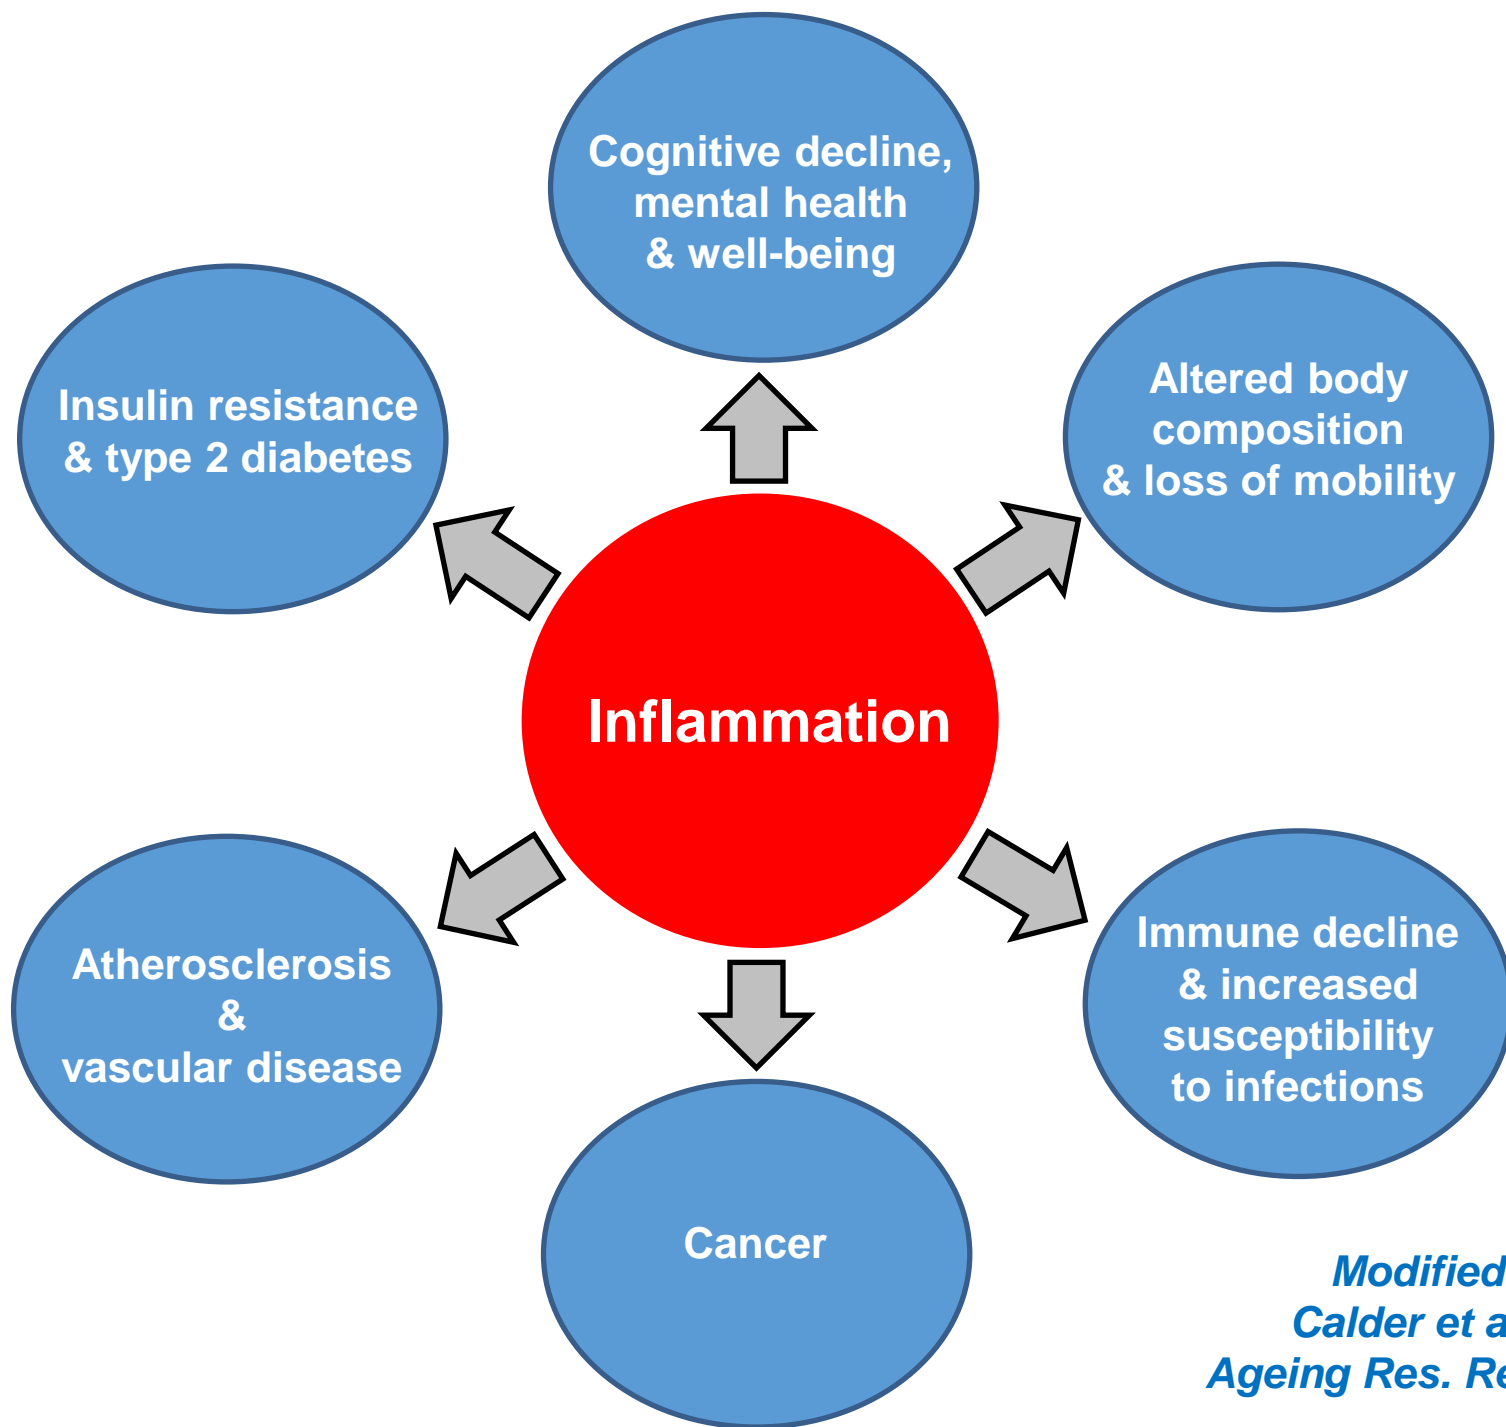 Cognitive decline,
mental health
& well-being
Insulin resistance
& type 2 diabetes
Altered body
composition
& loss of mobility
Inflammation
Atherosclerosis
&
vascular disease
Immune decline
& increased
susceptibility
to infections
Cancer
Modified
Calder et a
Ageing Res. Re